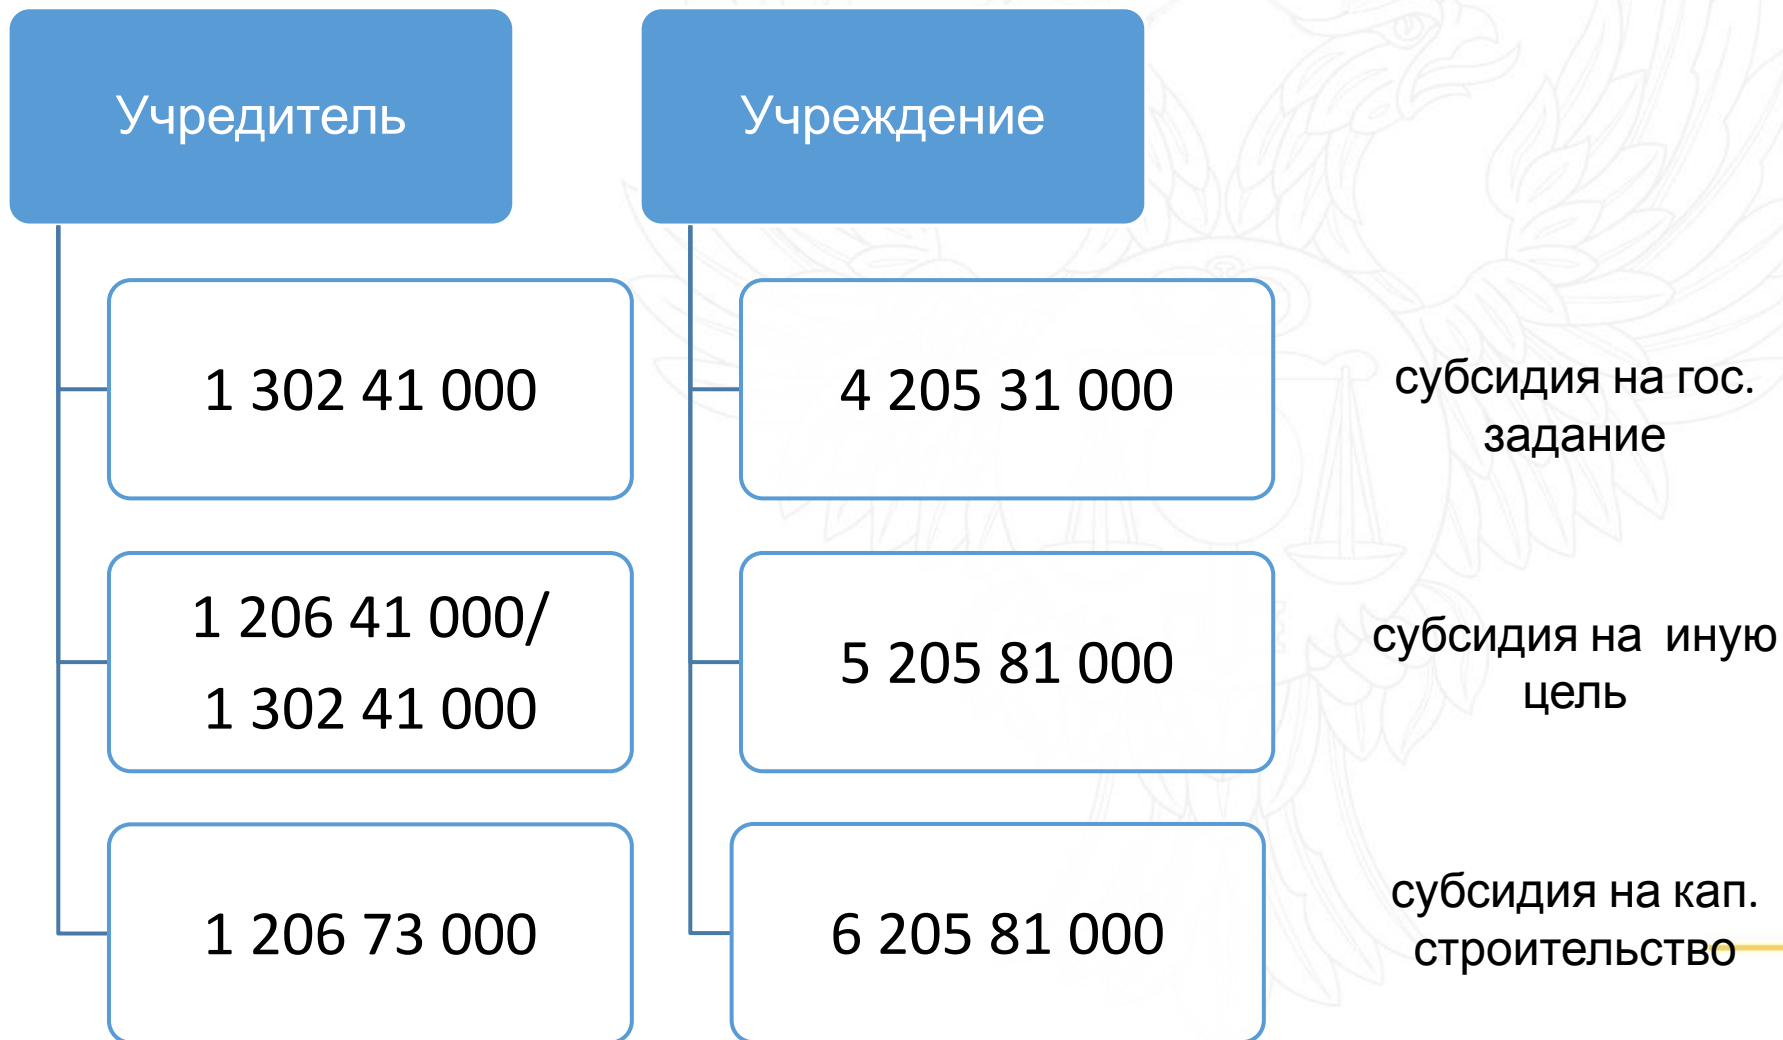 Учредитель
Учреждение
1 302 41 000
4 205 31 000
субсидия на гос.
задание
1 206 41 000/
1 302 41 000
5 205 81 000
субсидия на  иную
цель
1 206 73 000
6 205 81 000
субсидия на кап.
строительство